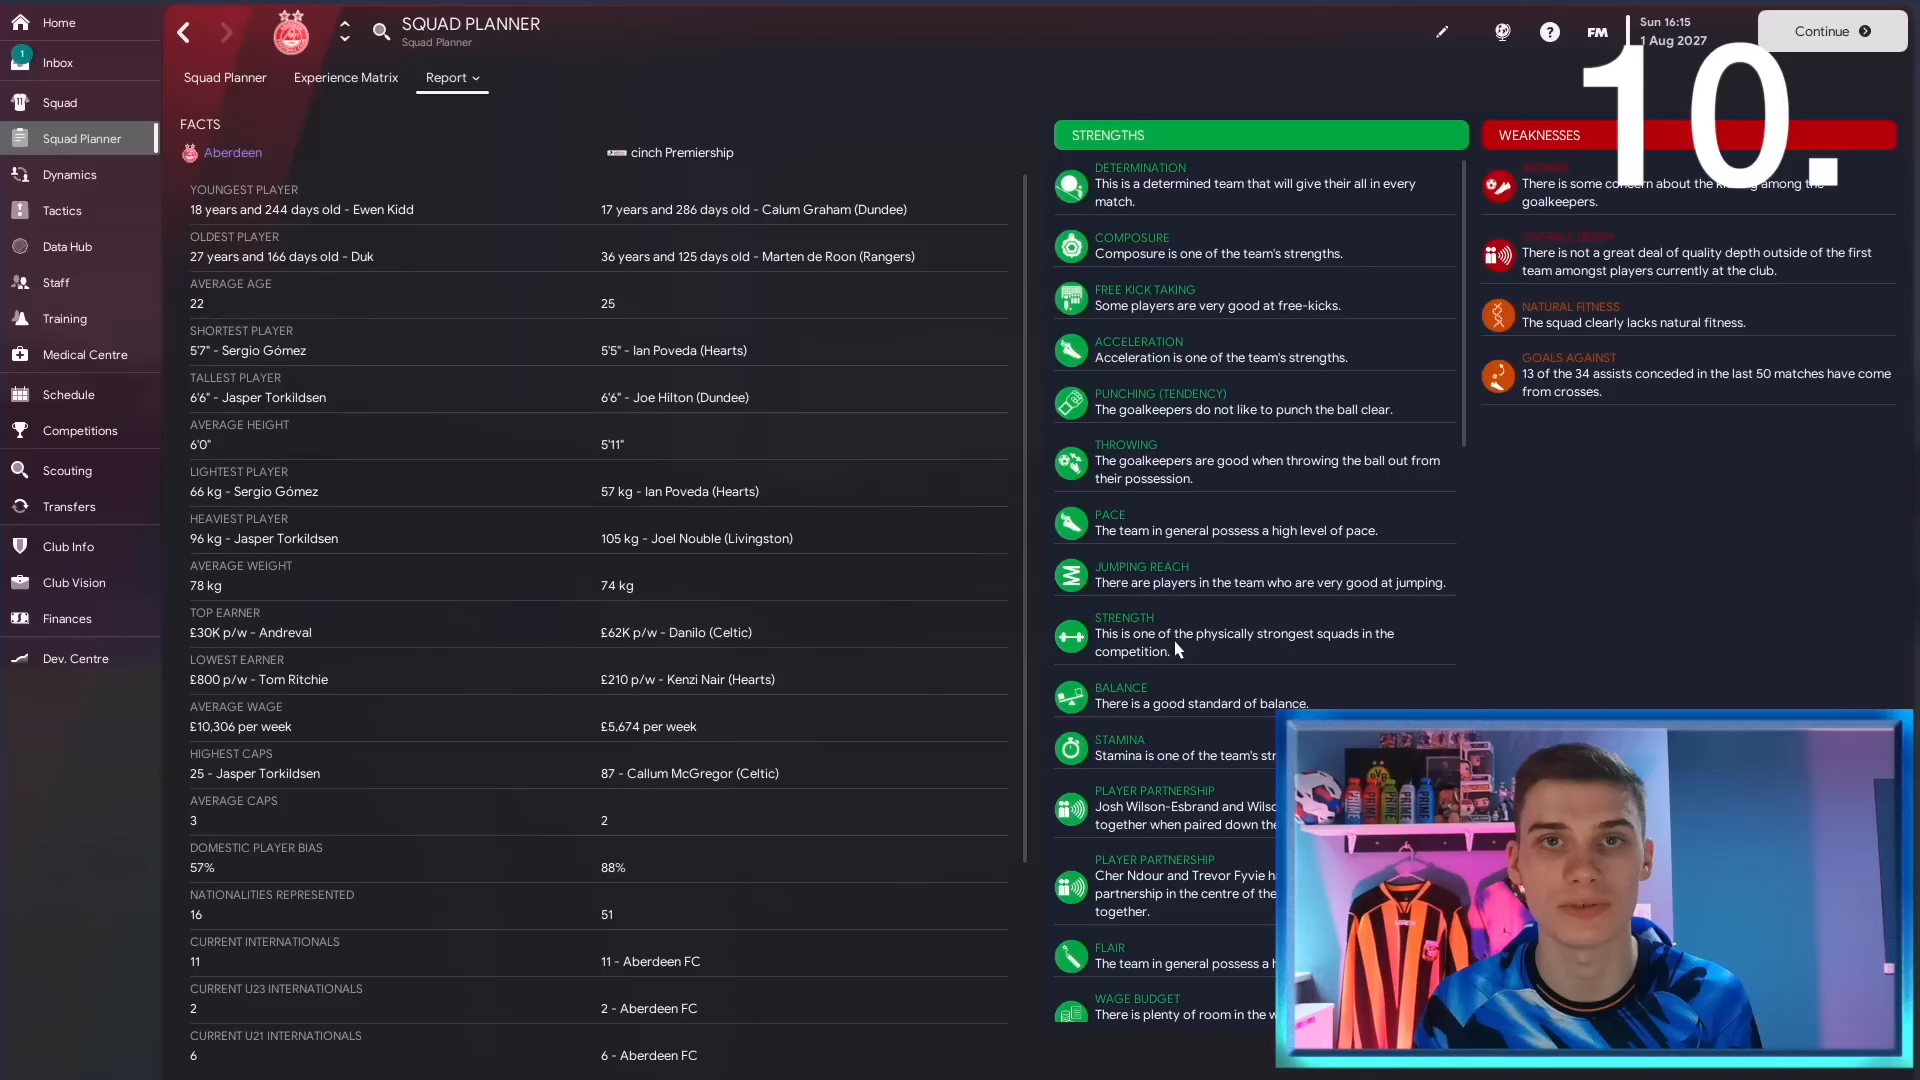 Home
1
Inbox
Squad
Squad Planner
Dynamics
Tactics
Data Hub
Staff
Training
Medical Centre
Schedule
Competitions
Scouting
Transfers
Club Info
Club Vision
Finances
Dev. Centre
SQUAD PLANNER
Squad Planner
?
FM
Sun 16:15
1 Aug 2027
Continue
10.
Squad Planner
Experience Matrix
Report
FACTS
Aberdeen
cinch Premiership
YOUNGEST PLAYER
18 years and 244 days old - Ewen Kidd
17 years and 286 days old - Calum Graham (Dundee)
OLDEST PLAYER
27 years and 166 days old - Duk
36 years and 125 days old - Marten de Roon (Rangers)
AVERAGE AGE
22
25
SHORTEST PLAYER
5'7" - Sergio Gómez
5'5" - Ian Poveda (Hearts)
TALLEST PLAYER
6'6" - Jasper Torkildsen
6'6" - Joe Hilton (Dundee)
AVERAGE HEIGHT
6'0"
5'11"
LIGHTEST PLAYER
66 kg - Sergio Gómez
57 kg - Ian Poveda (Hearts)
HEAVIEST PLAYER
96 kg - Jasper Torkildsen
105 kg - Joel Nouble (Livingston)
AVERAGE WEIGHT
78 kg
74 kg
TOP EARNER
£30K p/w - Andreval
£62K p/w - Danilo (Celtic)
LOWEST EARNER
£800 p/w - Tom Ritchie
£210 p/w - Kenzi Nair (Hearts)
AVERAGE WAGE
£10,306 per week
£5,674 per week
HIGHEST CAPS
25 - Jasper Torkildsen
87 - Callum McGregor (Celtic)
AVERAGE CAPS
3
2
DOMESTIC PLAYER BIAS
57%
88%
NATIONALITIES REPRESENTED
16
51
CURRENT INTERNATIONALS
11
11 - Aberdeen FC
CURRENT U23 INTERNATIONALS
2
2 - Aberdeen FC
CURRENT U21 INTERNATIONALS
6
6 - Aberdeen FC
STRENGTHS
DETERMINATION
This is a determined team that will give their all in every
match.
COMPOSURE
Composure is one of the team's strengths.
FREE KICK TAKING
Some players are very good at free-kicks.
ACCELERATION
Acceleration is one of the team's strengths.
PUNCHING (TENDENCY)
The goalkeepers do not like to punch the ball clear.
THROWING
The goalkeepers are good when throwing the ball out from
their possession.
PACE
The team in general possess a high level of pace.
JUMPING REACH
There are players in the team who are very good at jumping.
STRENGTH
This is one of the physically strongest squads in the
competition.
BALANCE
There is a good standard of balance.
STAMINA
Stamina is one of the team's str
PLAYER PARTNERSHIP
Josh Wilson-Esbrand and Wilso
together when paired down the
PLAYER PARTNERSHIP
Cher Ndour and Trevor Fyvie h
partnership in the centre of the
together.
FLAIR
The team in general possess a h
WAGE BUDGET
There is plenty of room in the w
WEAKNESSES
There is some concern about the among the
goalkeepers.
OVERALL DEPTH
There is not a great deal of quality depth outside of the first
team amongst players currently at the club.
NATURAL FITNESS
The squad clearly lacks natural fitness.
GOALS AGAINST
13 of the 34 assists conceded in the last 50 matches have come
from crosses.
BVB
09
PRIME
PRIME
PRIME
PRIME